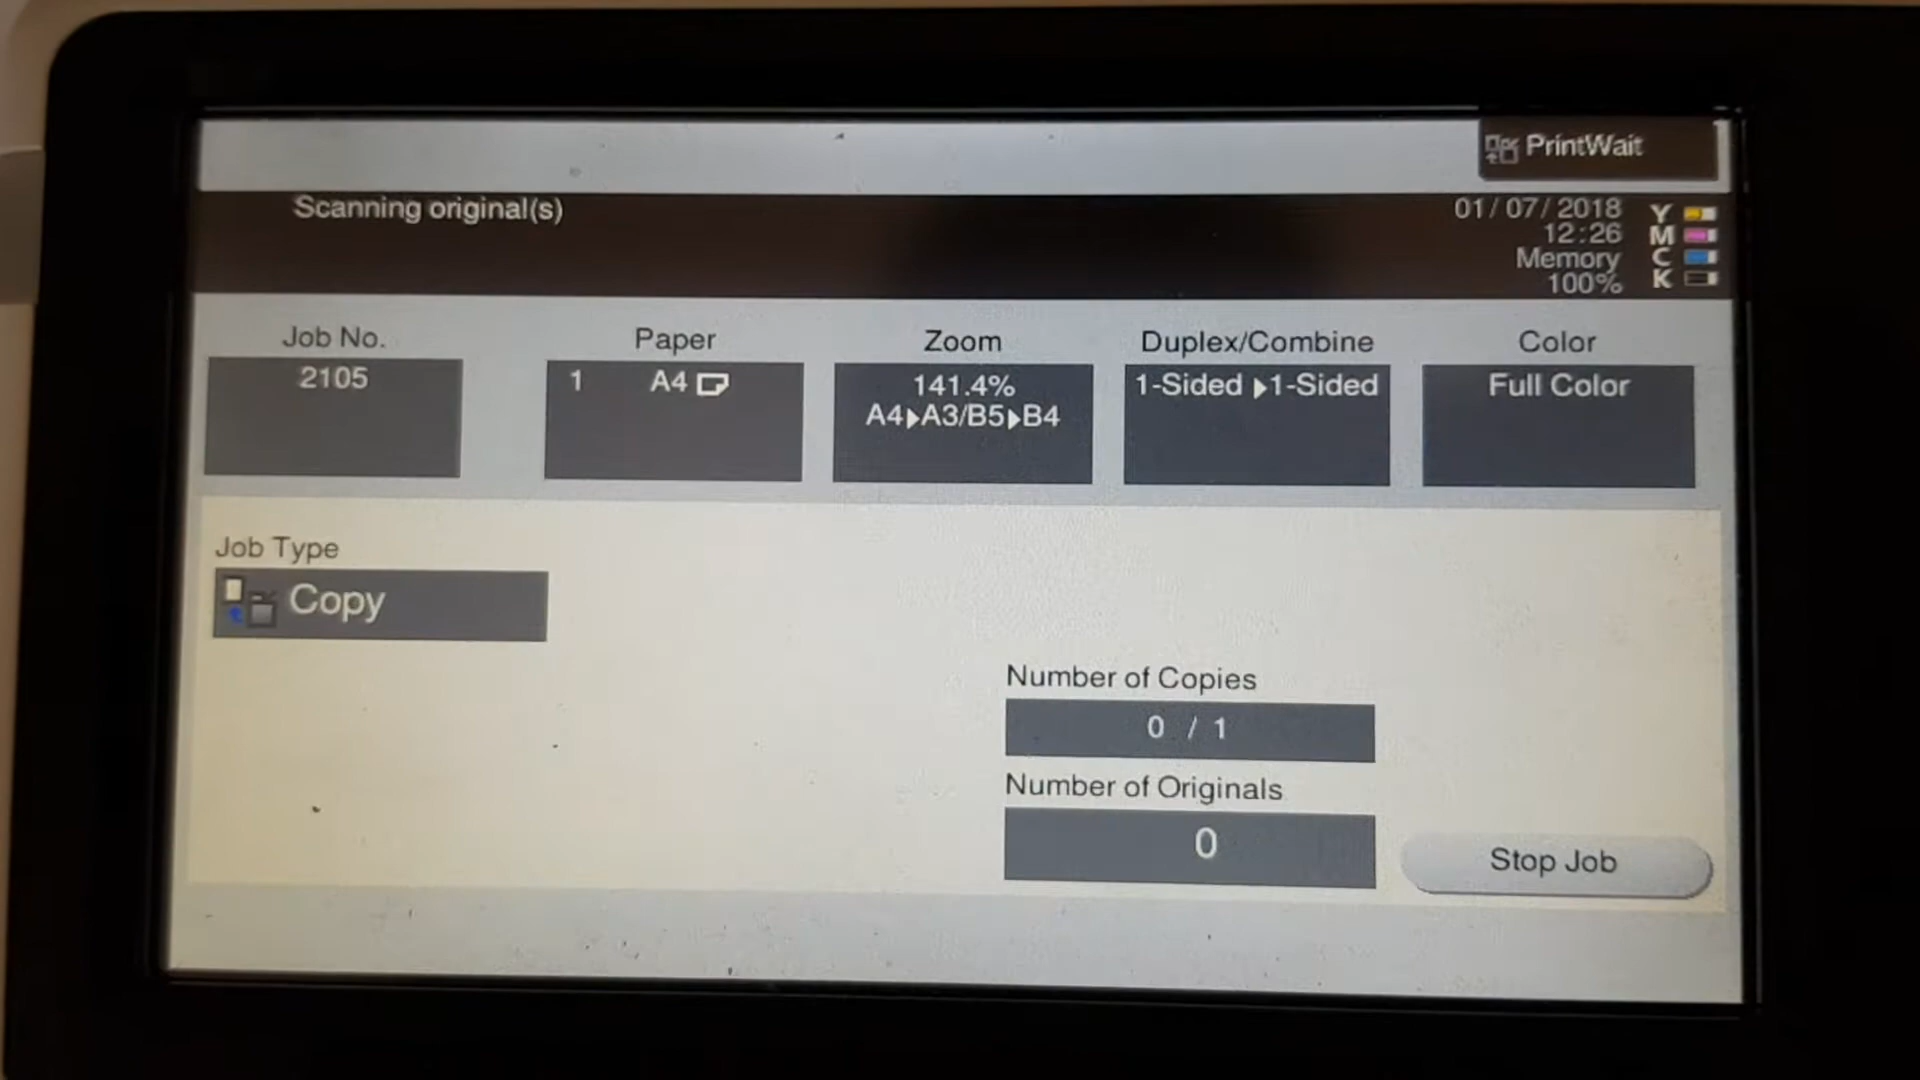 PrintWait
Scanning original(s)
01/07/2018
12:26
Memory
100%
Y
M
C
K
Job No.
2105
Paper
1 A4
Zoom
141.4%
A4▶A3/B5▶B4
Duplex/Combine
1-Sided ▶1-Sided
Color
Full Color
Job Type
Copy
Number of Copies
0 / 1
Number of Originals
0
Stop Job